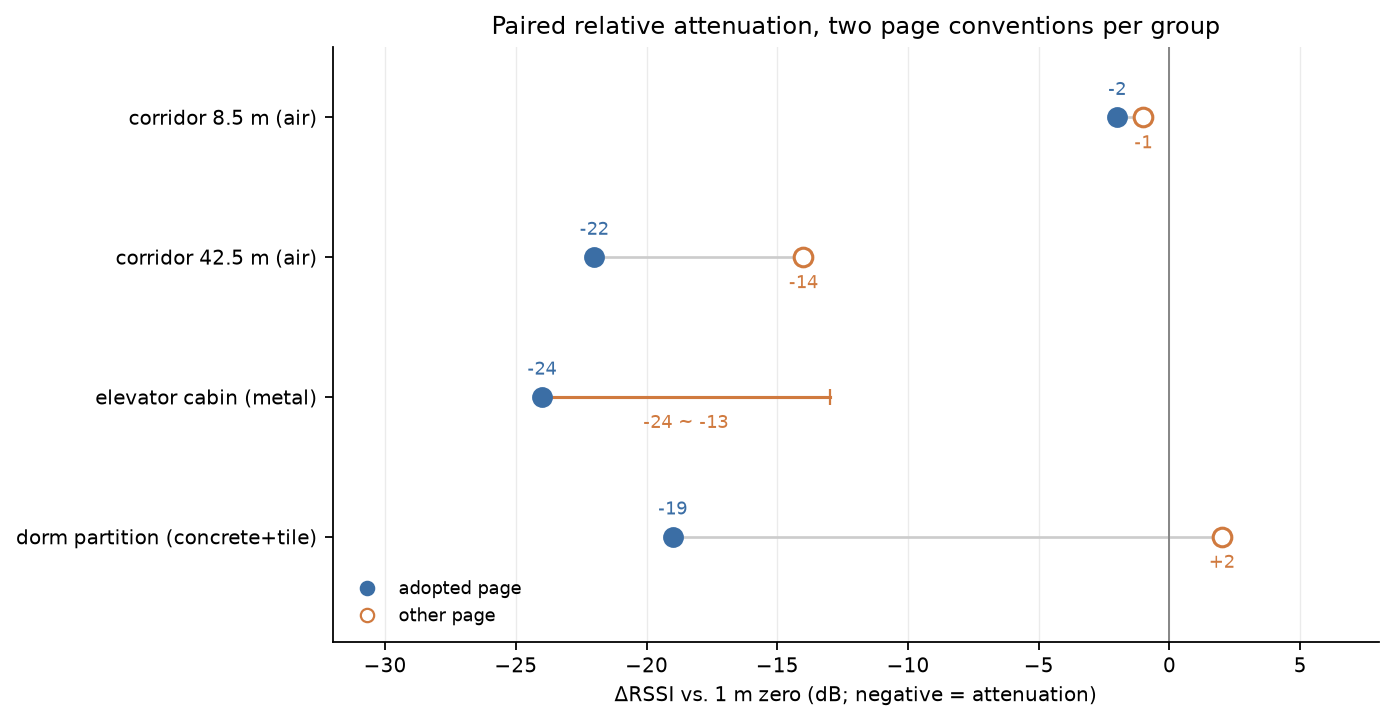 Paired relative attenuation, two page conventions per group
corridor 8.5 m (air)
-2
-1
corridor 42.5 m (air)
-22
-14
elevator cabin (metal)
-24
-24 ~ -13
dorm partition (concrete+tile)
-19
+2
adopted page
other page
−30 −25 −20 −15 −10 −5 0 5
ΔRSSI vs. 1 m zero (dB; negative = attenuation)